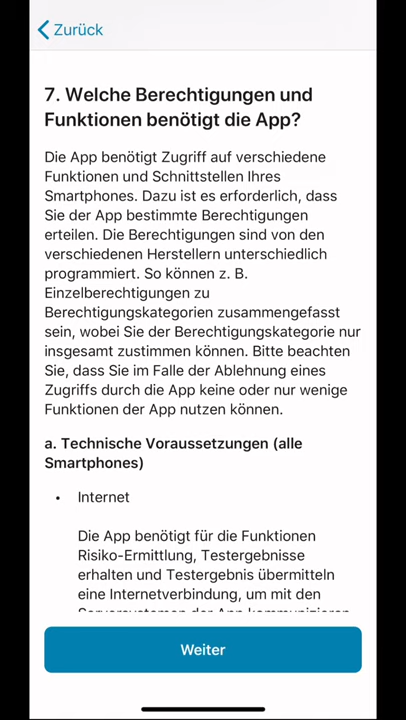 Zurück
7. Welche Berechtigungen und
Funktionen benötigt die App?
Die App benötigt Zugriff auf verschiedene
Funktionen und Schnittstellen Ihres
Smartphones. Dazu ist es erforderlich, dass
Sie der App bestimmte Berechtigungen
erteilen. Die Berechtigungen sind von den
verschiedenen Herstellern unterschiedlich
programmiert. So können z. B.
Einzelberechtigungen zu
Berechtigungskategorien zusammengefasst
sein, wobei Sie der Berechtigungskategorie nur
insgesamt zustimmen können. Bitte beachten
Sie, dass Sie im Falle der Ablehnung eines
Zugriffs durch die App keine oder nur wenige
Funktionen der App nutzen können.
a. Technische Voraussetzungen (alle
Smartphones)
• Internet
Die App benötigt für die Funktionen
Risiko-Ermittlung, Testergebnisse
erhalten und Testergebnis übermitteln
eine Internetverbindung, um mit den
Serversystemen der App kommunizieren
Weiter